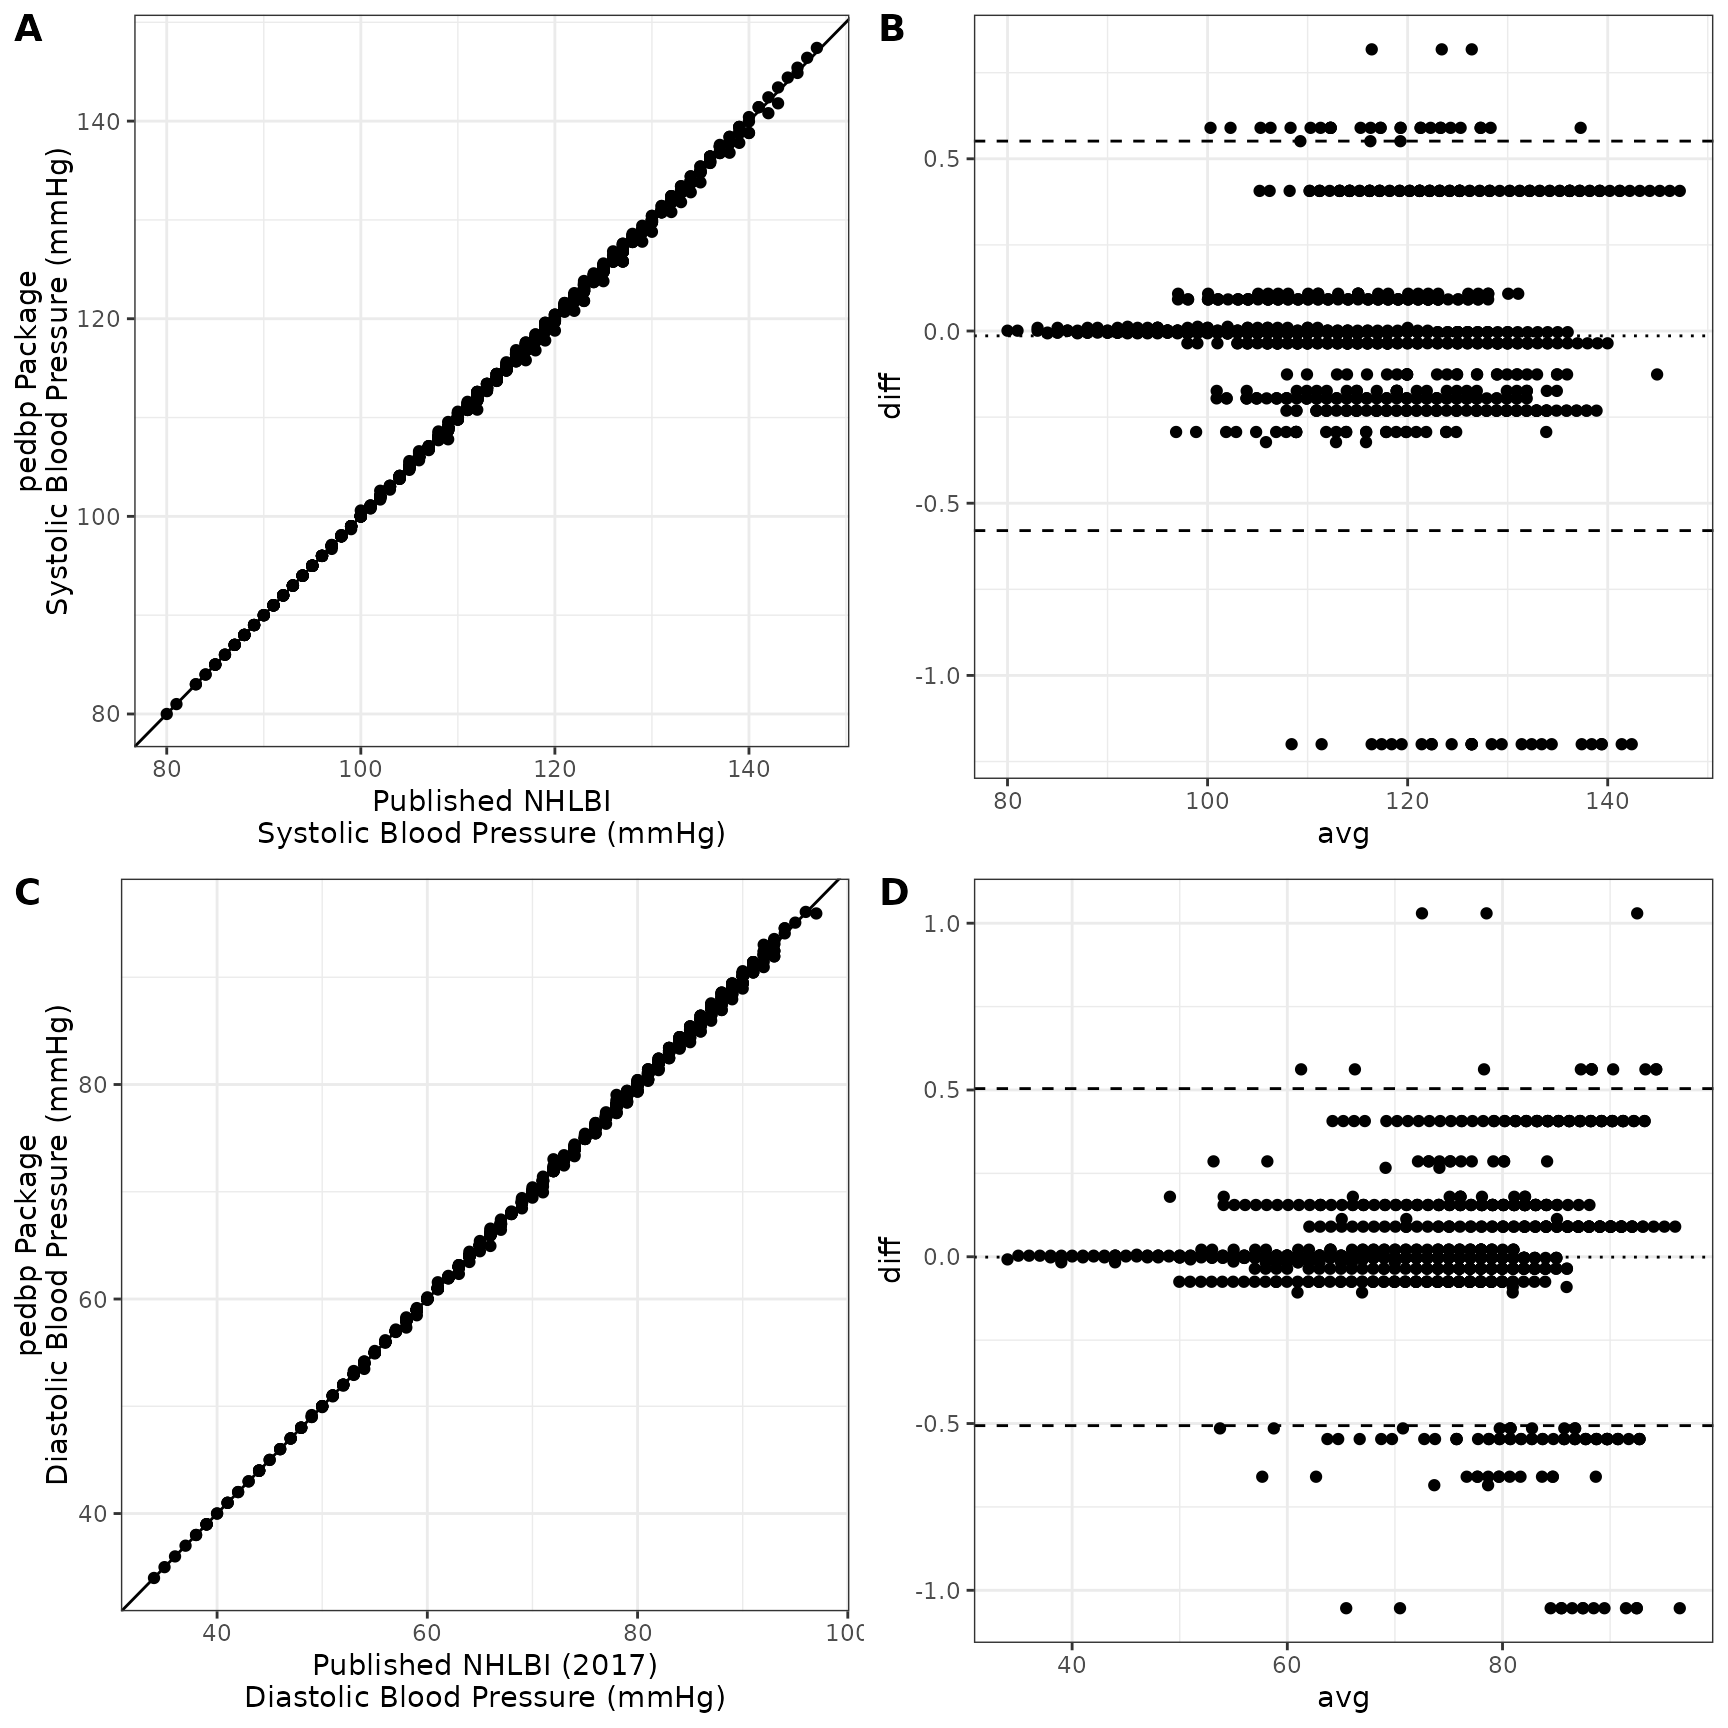 A
pedbp Package
Systolic Blood Pressure (mmHg)
140
120
100
80
80 100 120 140
Published NHLBI
Systolic Blood Pressure (mmHg)
B
diff
0.5
0.0
-0.5
-1.0
80 100 120 140
avg
C
pedbp Package
Diastolic Blood Pressure (mmHg)
80
60
40
40 60 80 100
Published NHLBI (2017)
Diastolic Blood Pressure (mmHg)
D
diff
1.0
0.5
0.0
-0.5
-1.0
40 60 80
avg